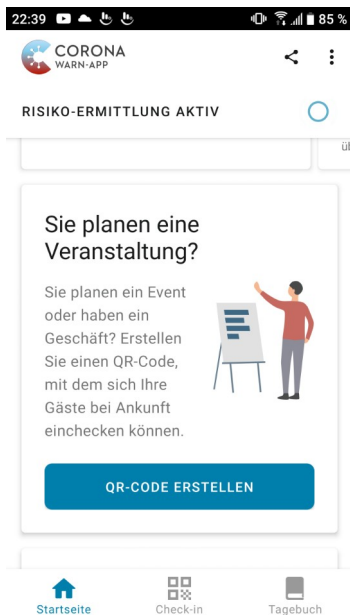 22:39 85 %
CORONA
WARN-APP
RISIKO-ERMITTLUNG AKTIV
Sie planen eine
Veranstaltung?
Sie planen ein Event
oder haben ein
Geschäft? Erstellen
Sie einen QR-Code,
mit dem sich Ihre
Gäste bei Ankunft
einchecken können.
QR-CODE ERSTELLEN
Startseite Check-in Tagebuch